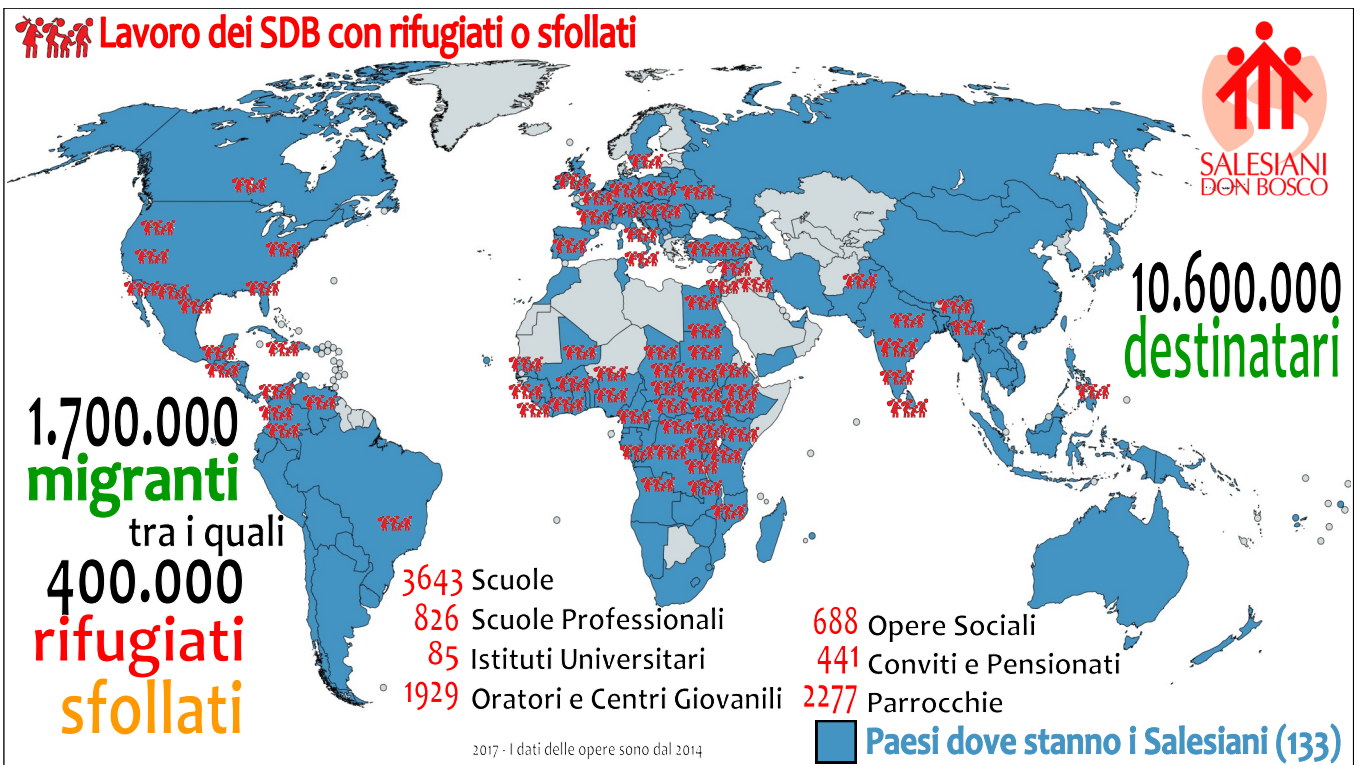 Lavoro dei SDB con rifugiati o sfollati
SALESIANI
DON BOSCO
10.600.000
destinatari
1.700.000
migranti
tra i quali
400.000
rifugiati
sfollati
3643 Scuole
826 Scuole Professionali
85 Istituti Universitari
1929 Oratori e Centri Giovanili
688 Opere Sociali
441 Conviti e Pensionati
2277 Parrocchie
Paesi dove stanno i Salesiani (133)
2017 - I dati delle opere sono dal 2014